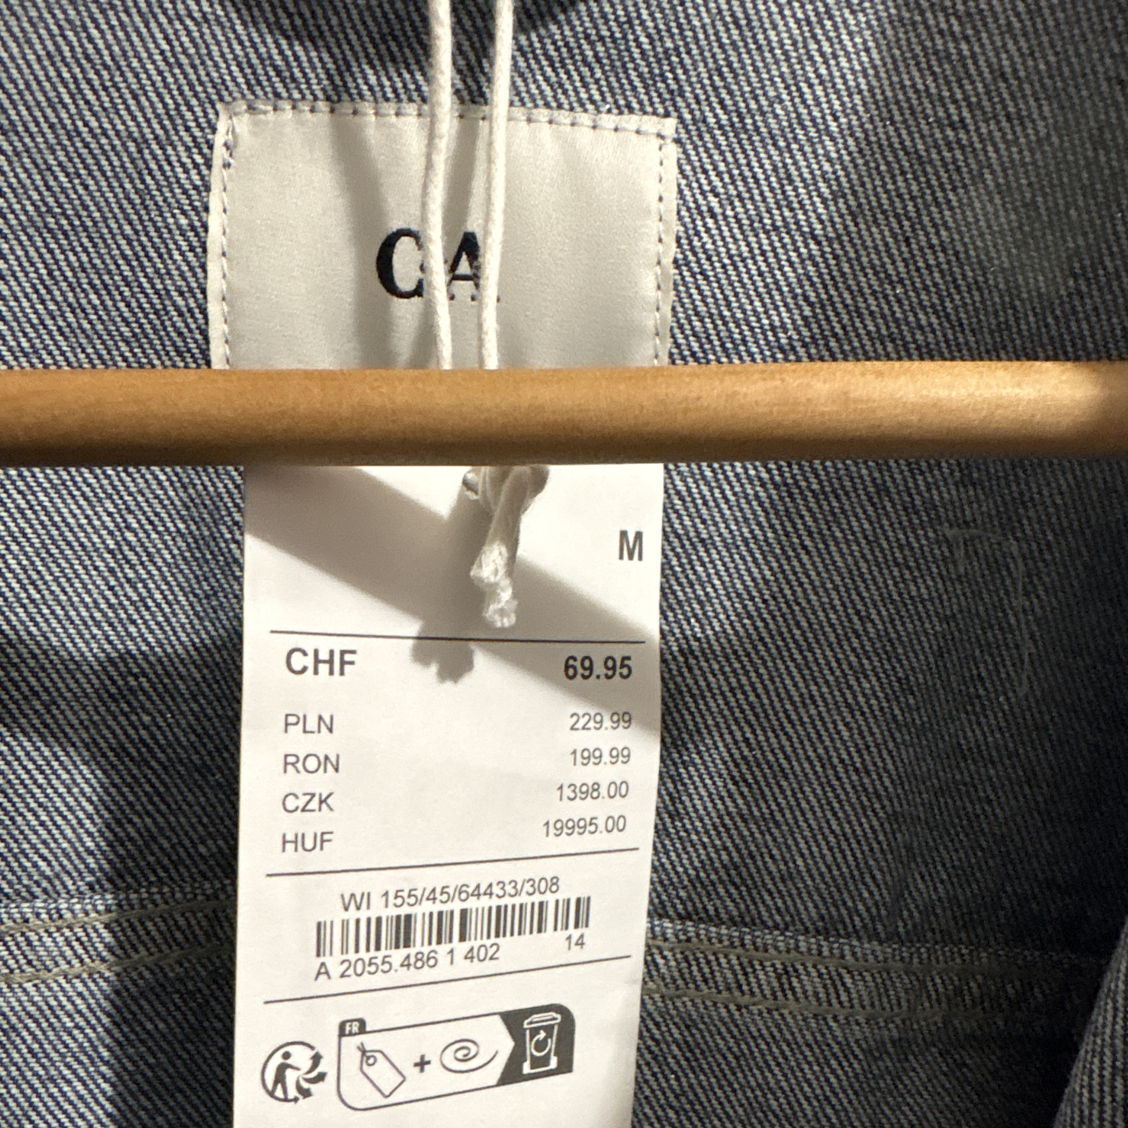 CA
M
CHF 69.95
PLN 229.99
RON 199.99
CZK 1398.00
HUF 19995.00
WI 155/45/64433/308
A 2055.486 1 402 14
FR